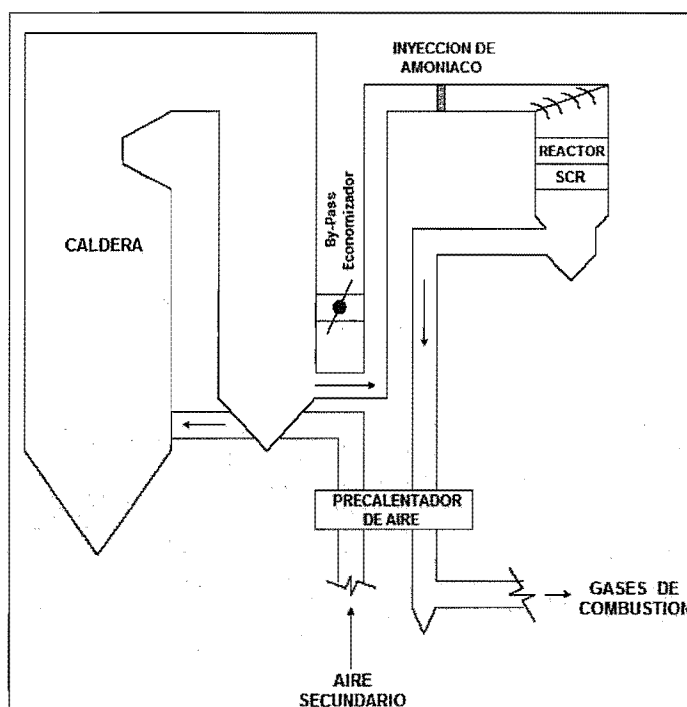 INYECCION DE
AMONIACO
REACTOR
SCR
By-Pass
Economizador
CALDERA
PRECALENTADOR
DE AIRE
GASES DE
COMBUSTION
AIRE
SECUNDARIO